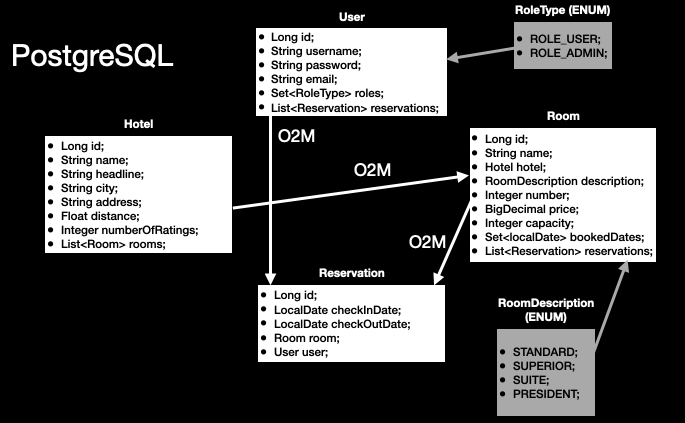 PostgreSQL
User
• Long id;
• String username;
• String password;
• String email;
• Set<RoleType> roles;
• List<Reservation> reservations;
RoleType (ENUM)
• ROLE_USER;
• ROLE_ADMIN;
Hotel
• Long id;
• String name;
• String headline;
• String city;
• String address;
• Float distance;
• Integer numberOfRatings;
• List<Room> rooms;
O2M
O2M
O2M
Room
• Long id;
• String name;
• Hotel hotel;
• RoomDescription description;
• Integer number;
• BigDecimal price;
• Integer capacity;
• Set<localDate> bookedDates;
• List<Reservation> reservations;
Reservation
• Long id;
• LocalDate checkInDate;
• LocalDate checkOutDate;
• Room room;
• User user;
RoomDescription
(ENUM)
• STANDARD;
• SUPERIOR;
• SUITE;
• PRESIDENT;